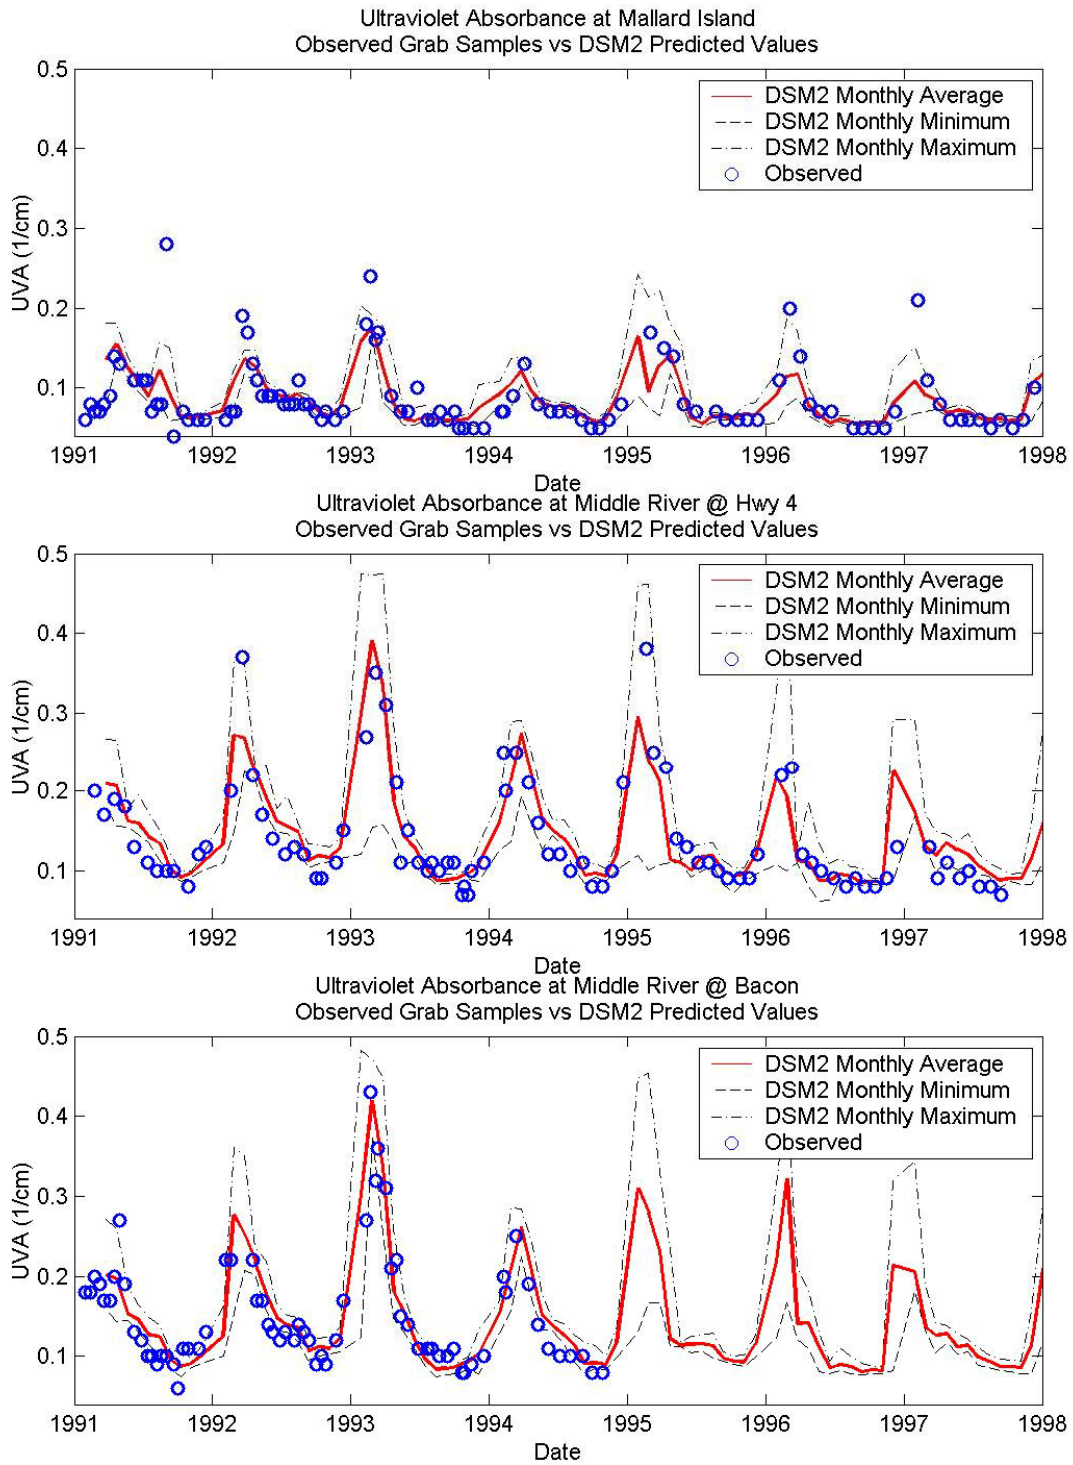 Ultraviolet Absorbance at Mallard Island
Observed Grab Samples vs DSM2 Predicted Values
0.5
0.4
0.3
0.2
0.1
UVA (1/cm)
DSM2 Monthly Average
DSM2 Monthly Minimum
DSM2 Monthly Maximum
Observed
1991 1992 1993 1994 1995 1996 1997 1998
Date
Ultraviolet Absorbance at Middle River @ Hwy 4
Observed Grab Samples vs DSM2 Predicted Values
0.5
0.4
0.3
0.2
0.1
UVA (1/cm)
DSM2 Monthly Average
DSM2 Monthly Minimum
DSM2 Monthly Maximum
Observed
1991 1992 1993 1994 1995 1996 1997 1998
Date
Ultraviolet Absorbance at Middle River @ Bacon
Observed Grab Samples vs DSM2 Predicted Values
0.5
0.4
0.3
0.2
0.1
UVA (1/cm)
DSM2 Monthly Average
DSM2 Monthly Minimum
DSM2 Monthly Maximum
Observed
1991 1992 1993 1994 1995 1996 1997 1998
Date